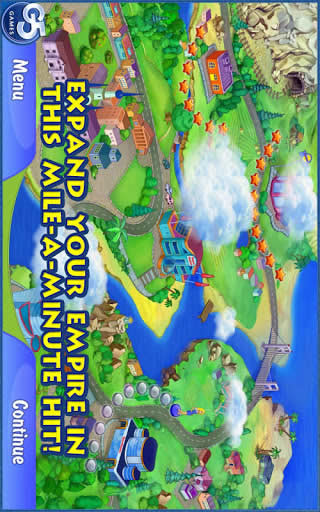 G5
GAMES
EXPAND YOUR EMPIRE IN
THIS MILE-A-MINUTE HIT!
Menu
Continue